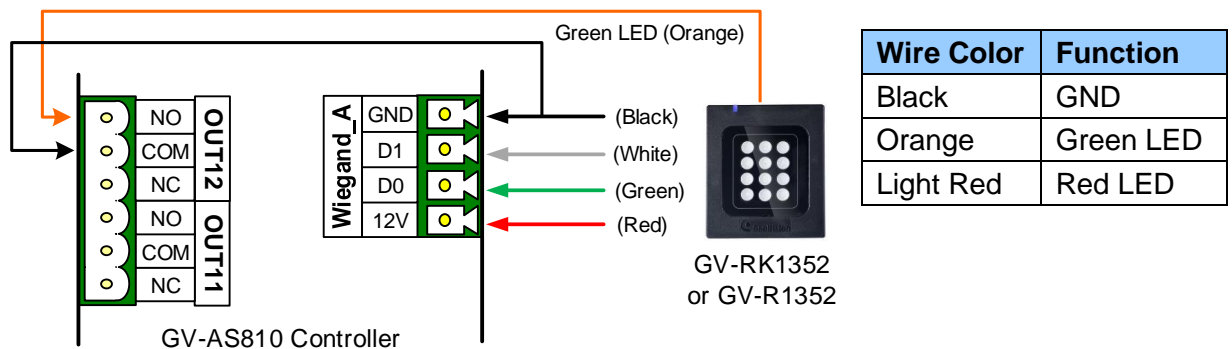 Green LED (Orange)
NO
COM
NC
OUT12
NO
COM
NC
OUT11
GV-AS810 Controller
Wiegand_A
GND
D1
D0
12V
(Black)
(White)
(Green)
(Red)
GV-RK1352
or GV-R1352
Wire Color Function
Black GND
Orange Green LED
Light Red Red LED